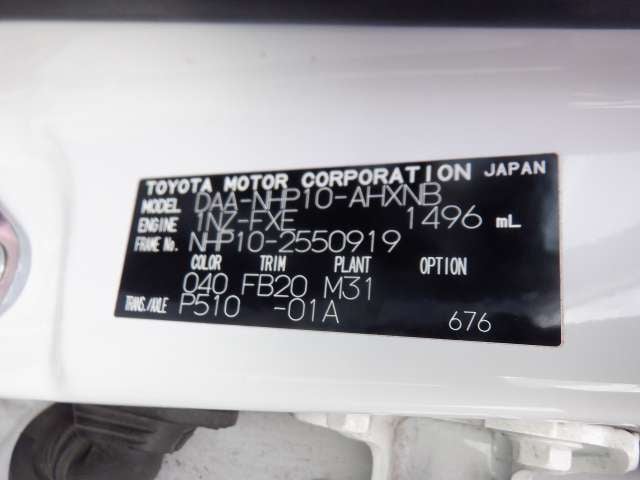 TOYOTA MOTOR CORPORATION JAPAN
MODEL DAA-NHP10-AHXNB
ENGINE 1NZ-FXE 1496 mL
FRAME No. NHP10-2550919
COLOR TRIM PLANT OPTION
040 FB20 M31
TRANS./AXLE P510 -01A 676